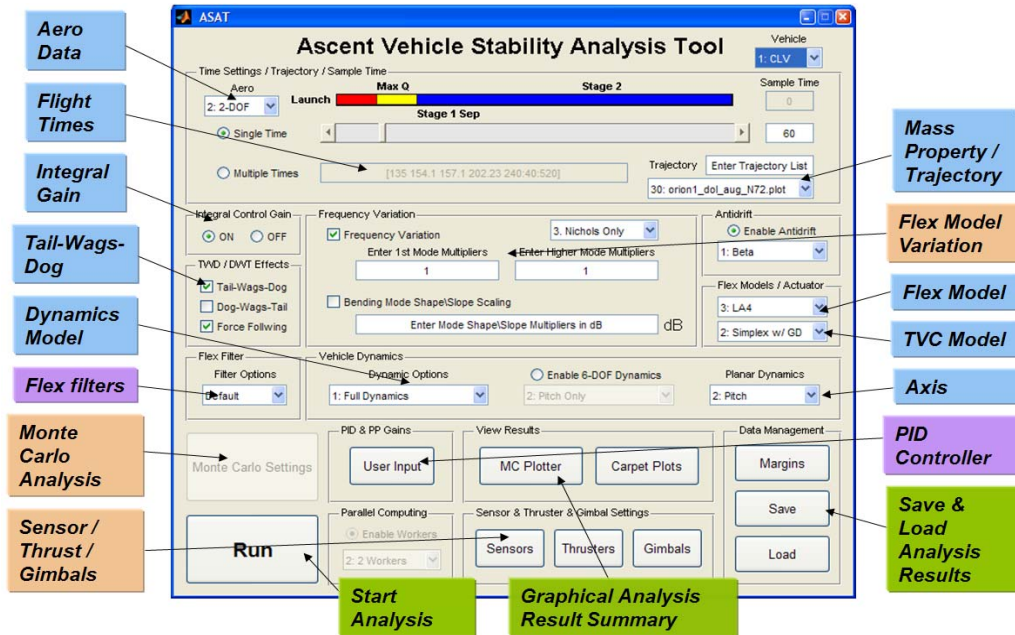 ASAT
Ascent Vehicle Stability Analysis Tool
Vehicle
1: CLV
Time Settings / Trajectory / Sample Time
Aero
2: 2-DOF
Launch
Max Q
Stage 2
Stage 1 Sep
Sample Time
0
Single Time
60
Multiple Times
[135 154.1 157.1 202.23 240:40:520]
Trajectory
Enter Trajectory List
30: orion1_dol_aug_N72.plot
Integral Control Gain
ON
OFF
Frequency Variation
Frequency Variation
3. Nichols Only
Enter 1st Mode Multipliers
Enter Higher Mode Multipliers
1
1
Bending Mode Shape\Slope Scaling
Enter Mode Shape\Slope Multipliers in dB
dB
Antidrift
Enable Antidrift
1: Beta
TWD / DWT Effects
Tail-Wags-Dog
Dog-Wags-Tail
Force Follwing
Flex Models / Actuator
3: LA4
2: Simplex w/ GD
Flex Filter
Filter Options
Default
Vehicle Dynamics
Dynamic Options
1: Full Dynamics
Enable 6-DOF Dynamics
2: Pitch Only
Planar Dynamics
2: Pitch
Monte Carlo Settings
PID & PP Gains
User Input
View Results
MC Plotter
Carpet Plots
Data Management
Margins
Save
Load
Run
Parallel Computing
Enable Workers
2: 2 Workers
Sensor & Thruster & Gimbal Settings
Sensors
Thrusters
Gimbals
Aero
Data
Flight
Times
Integral
Gain
Tail-Wags-
Dog
Dynamics
Model
Flex filters
Monte
Carlo
Analysis
Sensor /
Thrust /
Gimbals
Start
Analysis
Graphical Analysis
Result Summary
Mass
Property /
Trajectory
Flex Model
Variation
Flex Model
TVC Model
Axis
PID
Controller
Save &
Load
Analysis
Results